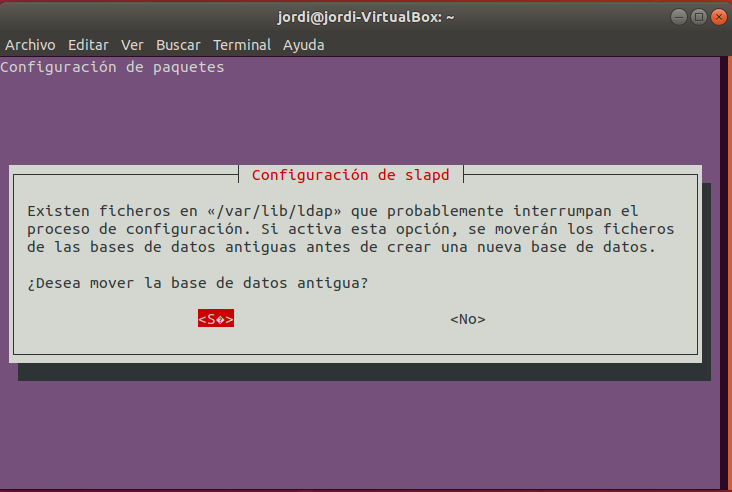 jordi@jordi-VirtualBox: ~
Archivo Editar Ver Buscar Terminal Ayuda
Configuración de paquetes
Configuración de slapd
Existen ficheros en «/var/lib/ldap» que probablemente interrumpan el
proceso de configuración. Si activa esta opción, se moverán los ficheros
de las bases de datos antiguas antes de crear una nueva base de datos.
¿Desea mover la base de datos antigua?
<S�> <No>